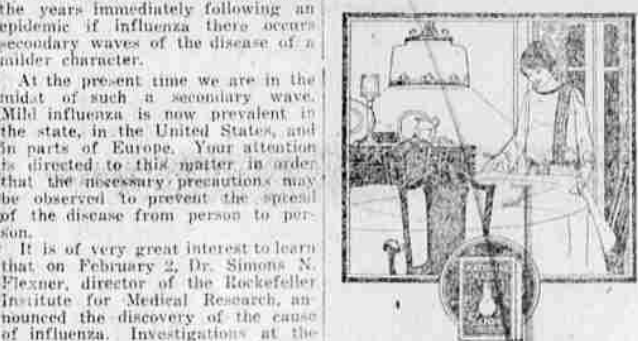 the years immediately following an
epidemic if influenza there occurs
secondary waves of the disease of a
milder character.
At the present time we are in the
midst of such a secondary wave.
Mild influenza is now prevalent in
the state, in the United States, and
in parts of Europe. Your attention
is directed to this matter in order
that the necessary precautions may
be observed to prevent the spread
of the disease from person to per-
son.
It is of very great interest to learn
that on February 2, Dr. Simons N.
Flexner, director of the Rockefeller
Institute for Medical Research, an-
nounced the discovery of the cause
of influenza. Investigations at the